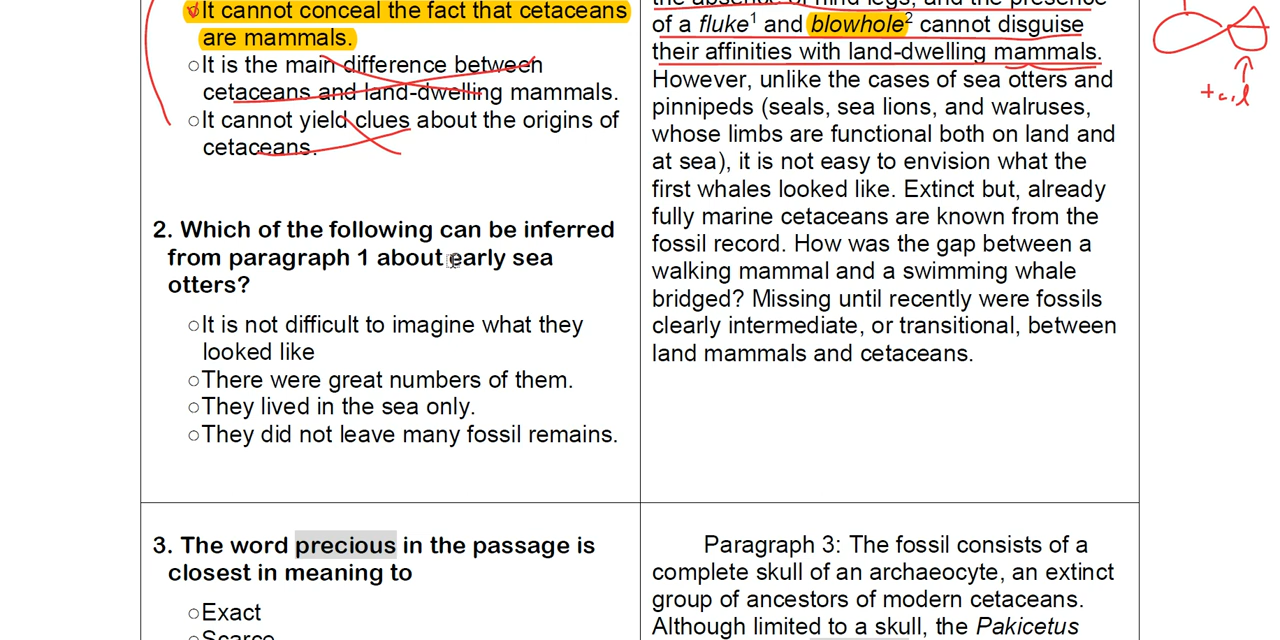 It cannot conceal the fact that cetaceans
are mammals.
○It is the main difference between
cetaceans and land-dwelling mammals.
○It cannot yield clues about the origins of
cetaceans.
2. Which of the following can be inferred
from paragraph 1 about early sea
otters?
○It is not difficult to imagine what they
looked like
○There were great numbers of them.
○They lived in the sea only.
○They did not leave many fossil remains.
3. The word precious in the passage is
closest in meaning to
○Exact
○Scarce
the absence of hind legs, and the presence
of a fluke1 and blowhole2 cannot disguise
their affinities with land-dwelling mammals.
However, unlike the cases of sea otters and
pinnipeds (seals, sea lions, and walruses,
whose limbs are functional both on land and
at sea), it is not easy to envision what the
first whales looked like. Extinct but, already
fully marine cetaceans are known from the
fossil record. How was the gap between a
walking mammal and a swimming whale
bridged? Missing until recently were fossils
clearly intermediate, or transitional, between
land mammals and cetaceans.
Paragraph 3: The fossil consists of a
complete skull of an archaeocyte, an extinct
group of ancestors of modern cetaceans.
Although limited to a skull, the Pakicetus